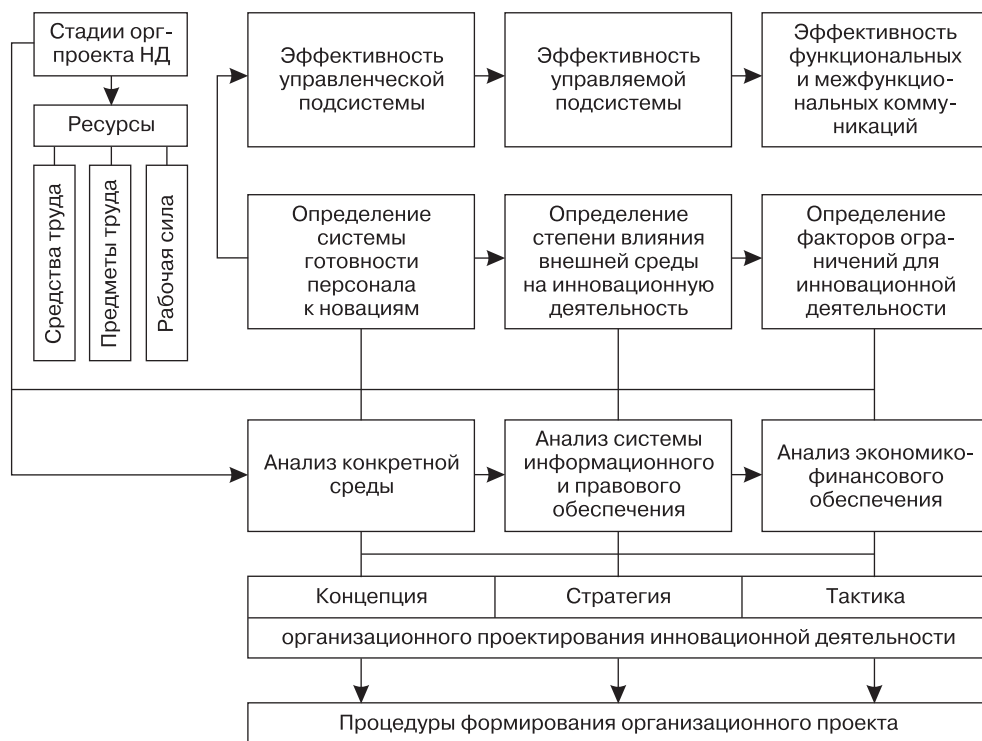 Стадии орг-
проекта НД
Ресурсы
Средства труда
Предметы труда
Рабочая сила
Эффективность
управленческой
подсистемы
Эффективность
управляемой
подсистемы
Эффективность
функциональных
и межфункцио-
нальных комму-
никаций
Определение
системы
готовности
персонала
к новациям
Определение
степени влияния
внешней среды
на инновационную
деятельность
Определение
факторов огра-
ничений для
инновационной
деятельности
Анализ конкретной
среды
Анализ системы
информационного
и правового
обеспечения
Анализ экономико-
финансового
обеспечения
Концепция
Стратегия
Тактика
организационного проектирования инновационной деятельности
Процедуры формирования организационного проекта